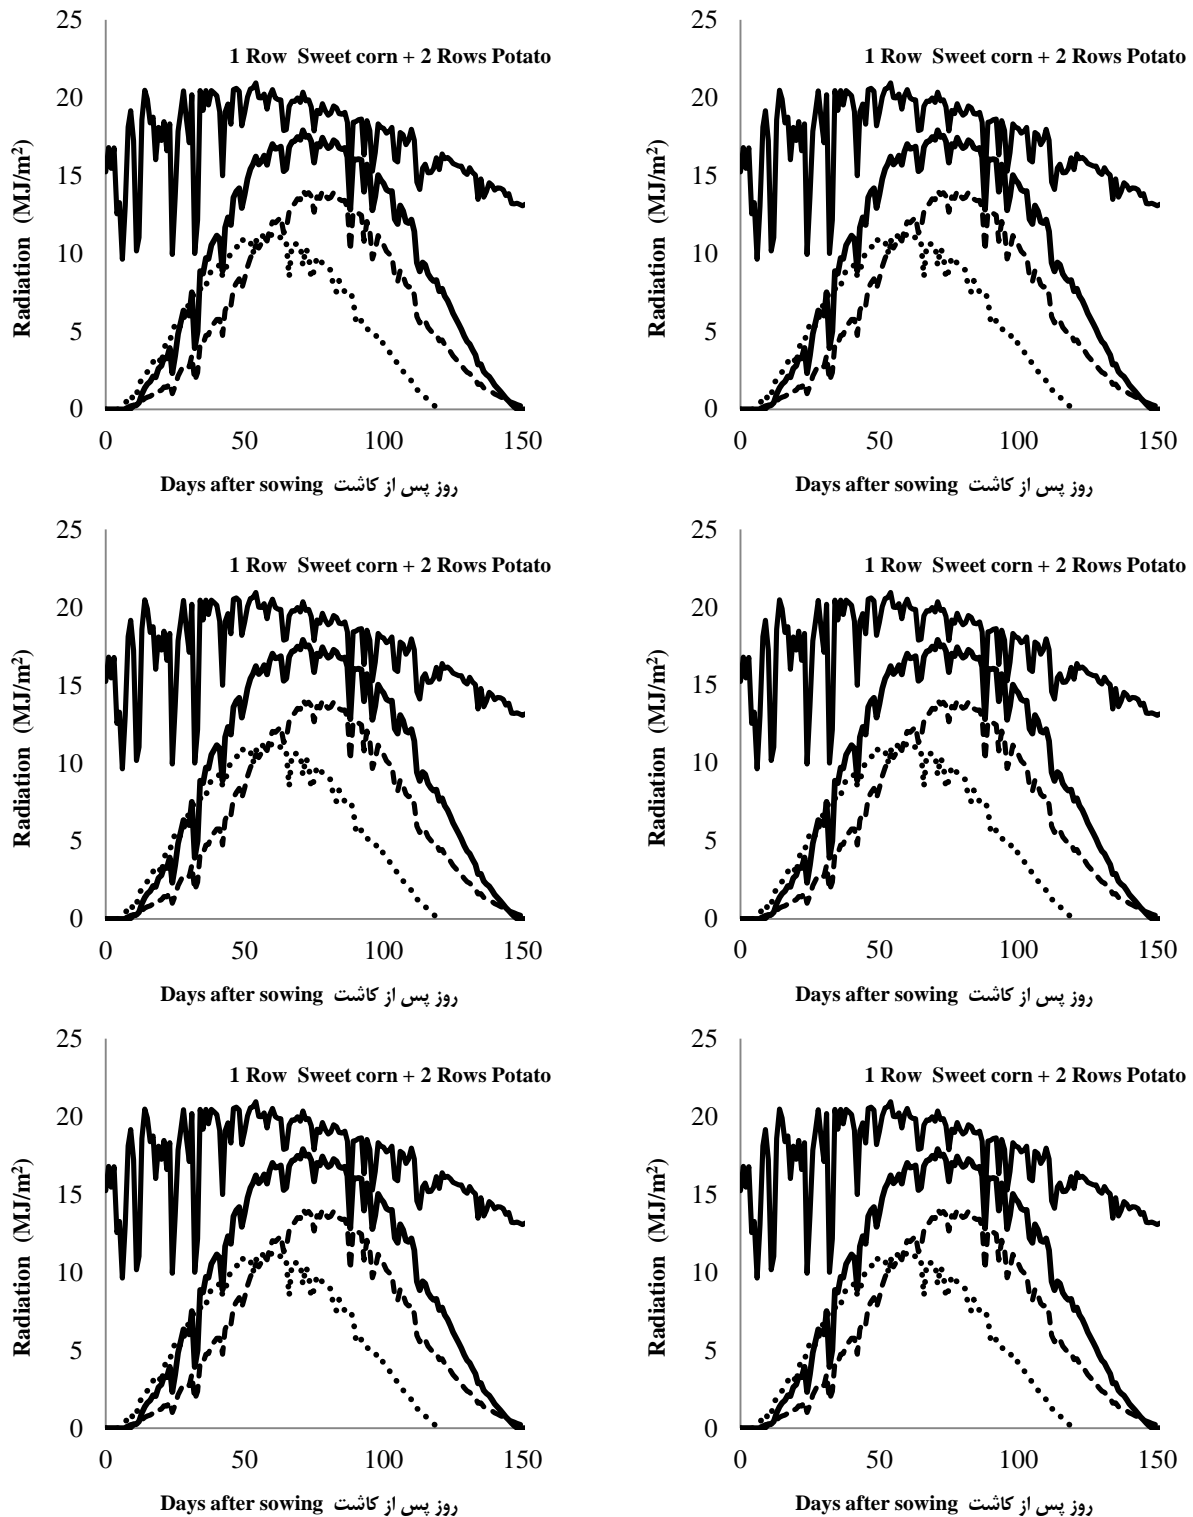 25 25
1 Row Sweet corn + 2 Rows Potato 1 Row Sweet corn + 2 Rows Potato
20 20
15 15
Radiation (MJ/m²) Radiation (MJ/m²)
10 10
5 5
0 0
0 50 100 150 0 50 100 150
Days after sowing روز پس از کاشت Days after sowing روز پس از کاشت
25 25
1 Row Sweet corn + 2 Rows Potato 1 Row Sweet corn + 2 Rows Potato
20 20
15 15
Radiation (MJ/m²) Radiation (MJ/m²)
10 10
5 5
0 0
0 50 100 150 0 50 100 150
Days after sowing روز پس از کاشت Days after sowing روز پس از کاشت
25 25
1 Row Sweet corn + 2 Rows Potato 1 Row Sweet corn + 2 Rows Potato
20 20
15 15
Radiation (MJ/m²) Radiation (MJ/m²)
10 10
5 5
0 0
0 50 100 150 0 50 100 150
Days after sowing روز پس از کاشت Days after sowing روز پس از کاشت